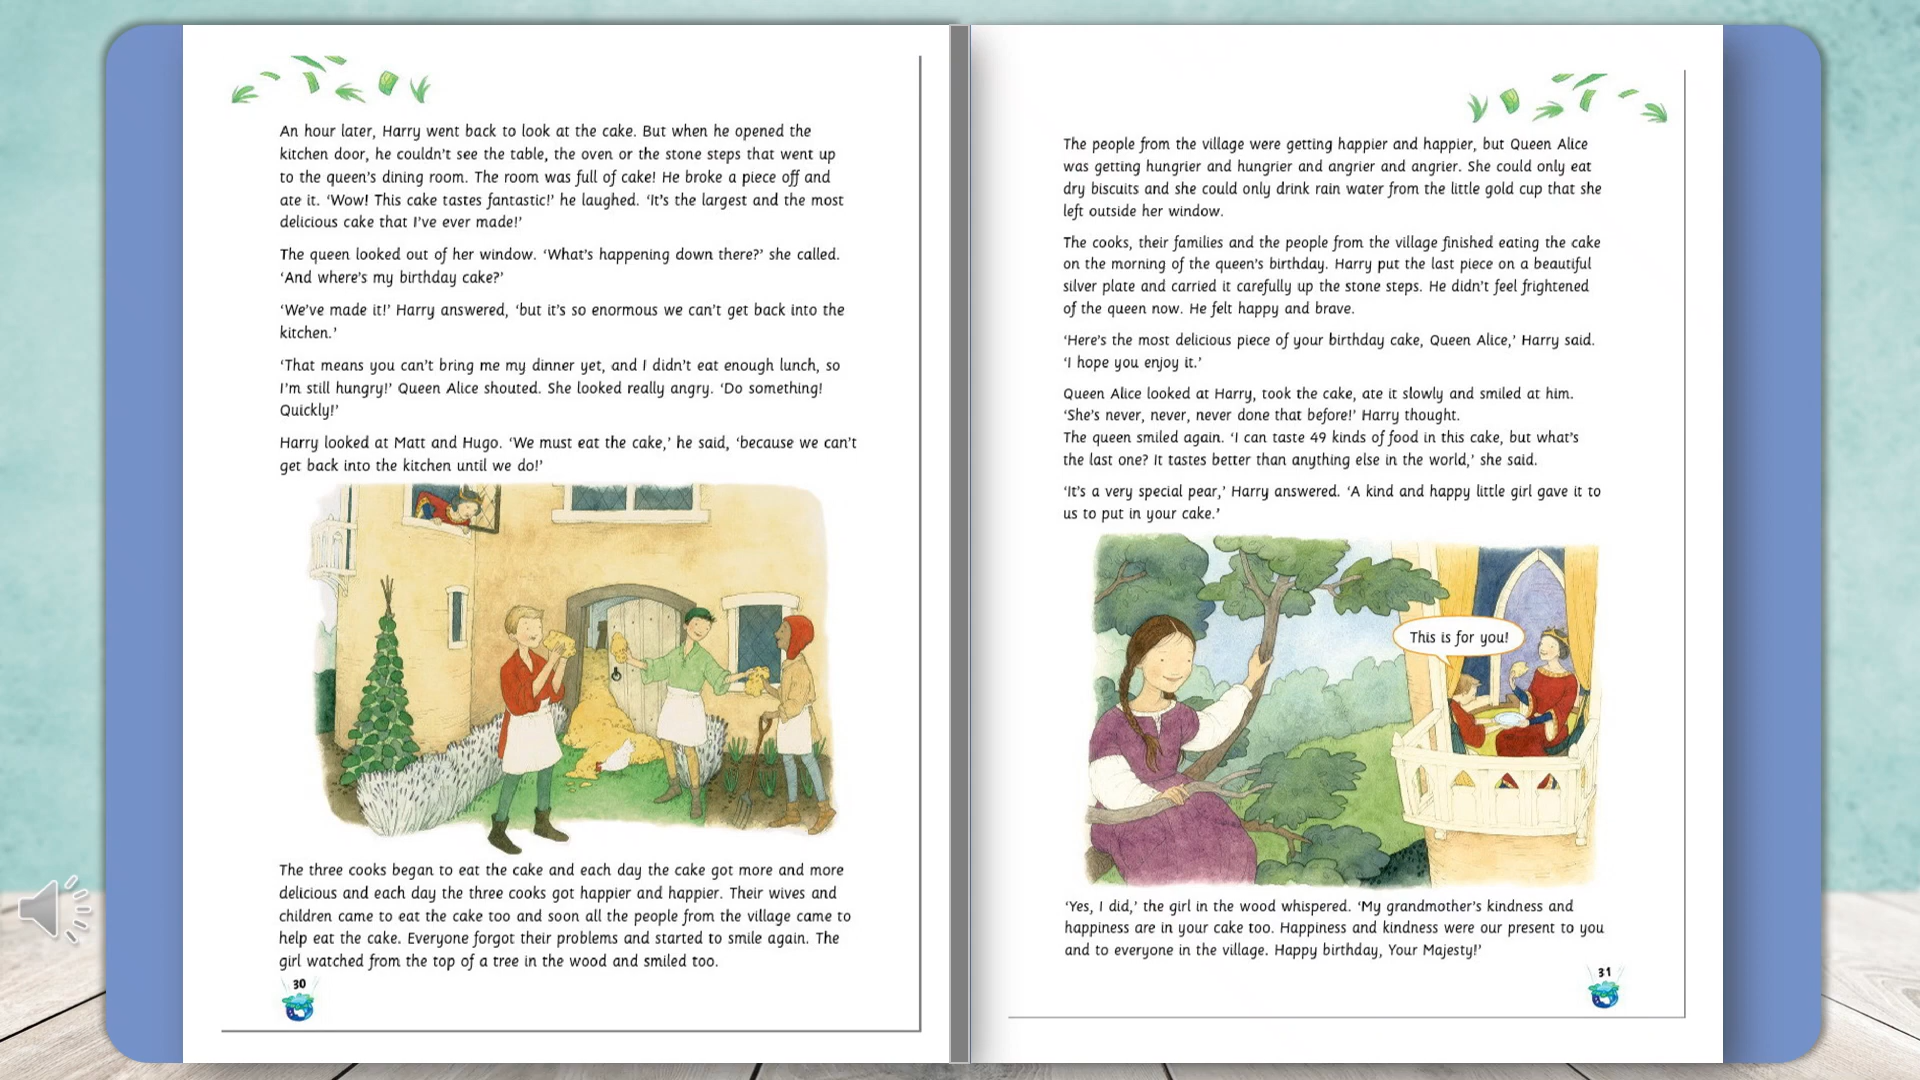 An hour later, Harry went back to look at the cake. But when he opened the
kitchen door, he couldn't see the table, the oven or the stone steps that went up
to the queen's dining room. The room was full of cake! He broke a piece off and
ate it. ‘Wow! This cake tastes fantastic!’ he laughed. ‘It's the largest and the most
delicious cake that I've ever made!’
The queen looked out of her window. ‘What's happening down there?’ she called.
‘And where's my birthday cake?’
‘We've made it!’ Harry answered, ‘but it's so enormous we can't get back into the
kitchen.’
‘That means you can't bring me my dinner yet, and I didn't eat enough lunch, so
I'm still hungry!’ Queen Alice shouted. She looked really angry. ‘Do something!
Quickly!’
Harry looked at Matt and Hugo. ‘We must eat the cake,’ he said, ‘because we can't
get back into the kitchen until we do!’
The three cooks began to eat the cake and each day the cake got more and more
delicious and each day the three cooks got happier and happier. Their wives and
children came to eat the cake too and soon all the people from the village came to
help eat the cake. Everyone forgot their problems and started to smile again. The
girl watched from the top of a tree in the wood and smiled too.
30
The people from the village were getting happier and happier, but Queen Alice
was getting hungrier and hungrier and angrier and angrier. She could only eat
dry biscuits and she could only drink rain water from the little gold cup that she
left outside her window.
The cooks, their families and the people from the village finished eating the cake
on the morning of the queen's birthday. Harry put the last piece on a beautiful
silver plate and carried it carefully up the stone steps. He didn't feel frightened
of the queen now. He felt happy and brave.
‘Here's the most delicious piece of your birthday cake, Queen Alice,’ Harry said.
‘I hope you enjoy it.’
Queen Alice looked at Harry, took the cake, ate it slowly and smiled at him.
‘She's never, never, never done that before!’ Harry thought.
The queen smiled again. ‘I can taste 49 kinds of food in this cake, but what's
the last one? It tastes better than anything else in the world,’ she said.
‘It's a very special pear,’ Harry answered. ‘A kind and happy little girl gave it to
us to put in your cake.’
This is for you!
‘Yes, I did,’ the girl in the wood whispered. ‘My grandmother's kindness and
happiness are in your cake too. Happiness and kindness were our present to you
and to everyone in the village. Happy birthday, Your Majesty!’
31